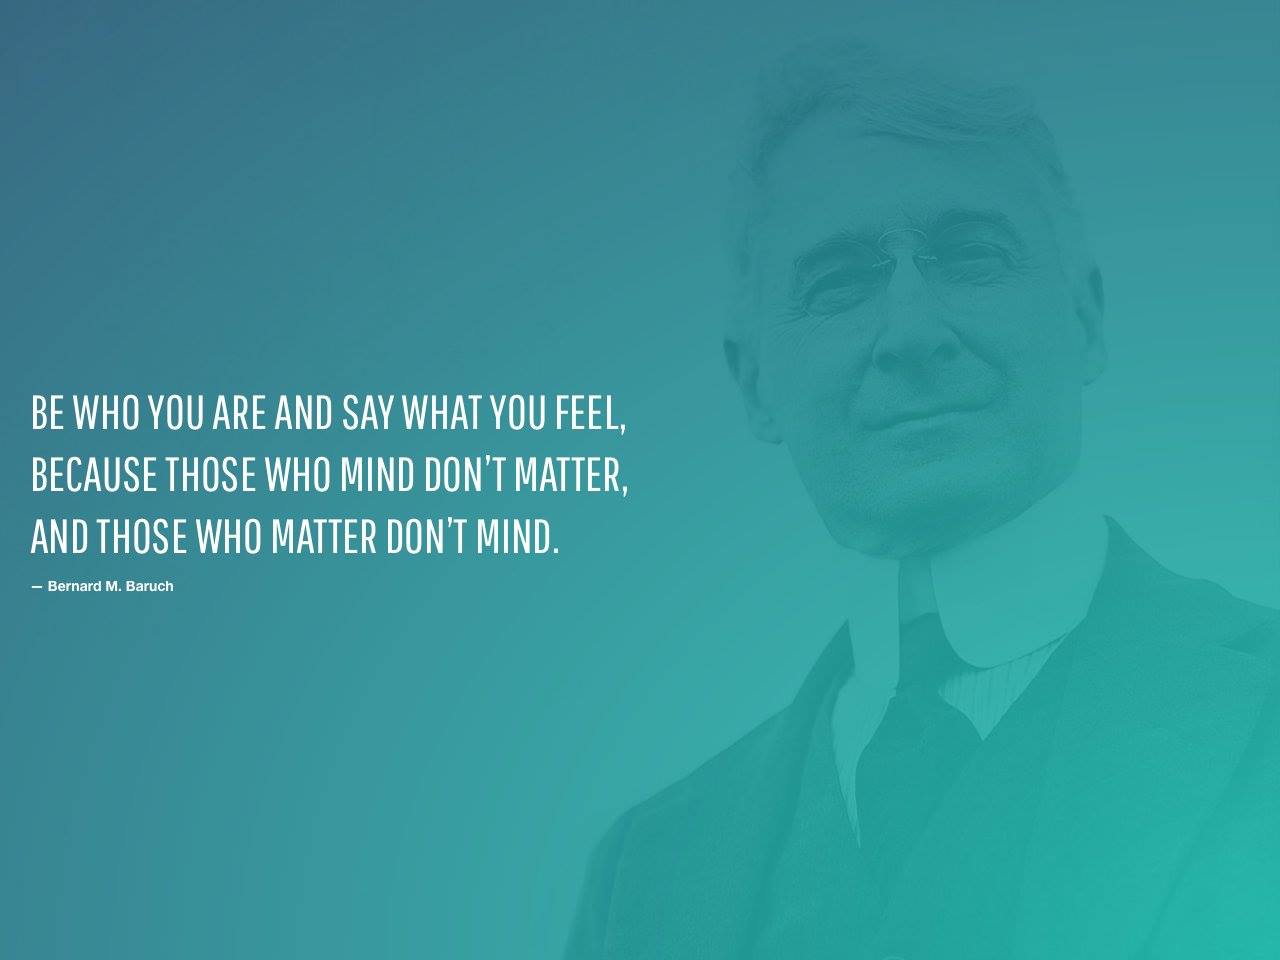 BE WHO YOU ARE AND SAY WHAT YOU FEEL,
BECAUSE THOSE WHO MIND DON’T MATTER,
AND THOSE WHO MATTER DON’T MIND.
— Bernard M. Baruch